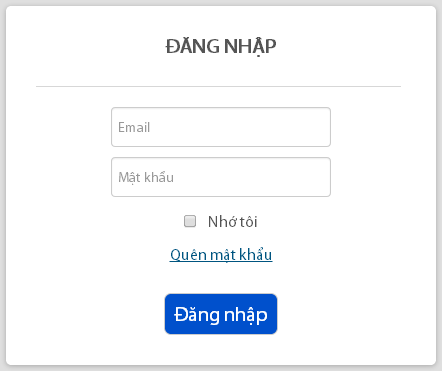 ĐĂNG NHẬP
Email
Mật khẩu
Nhớ tôi
Quên mật khẩu
Đăng nhập